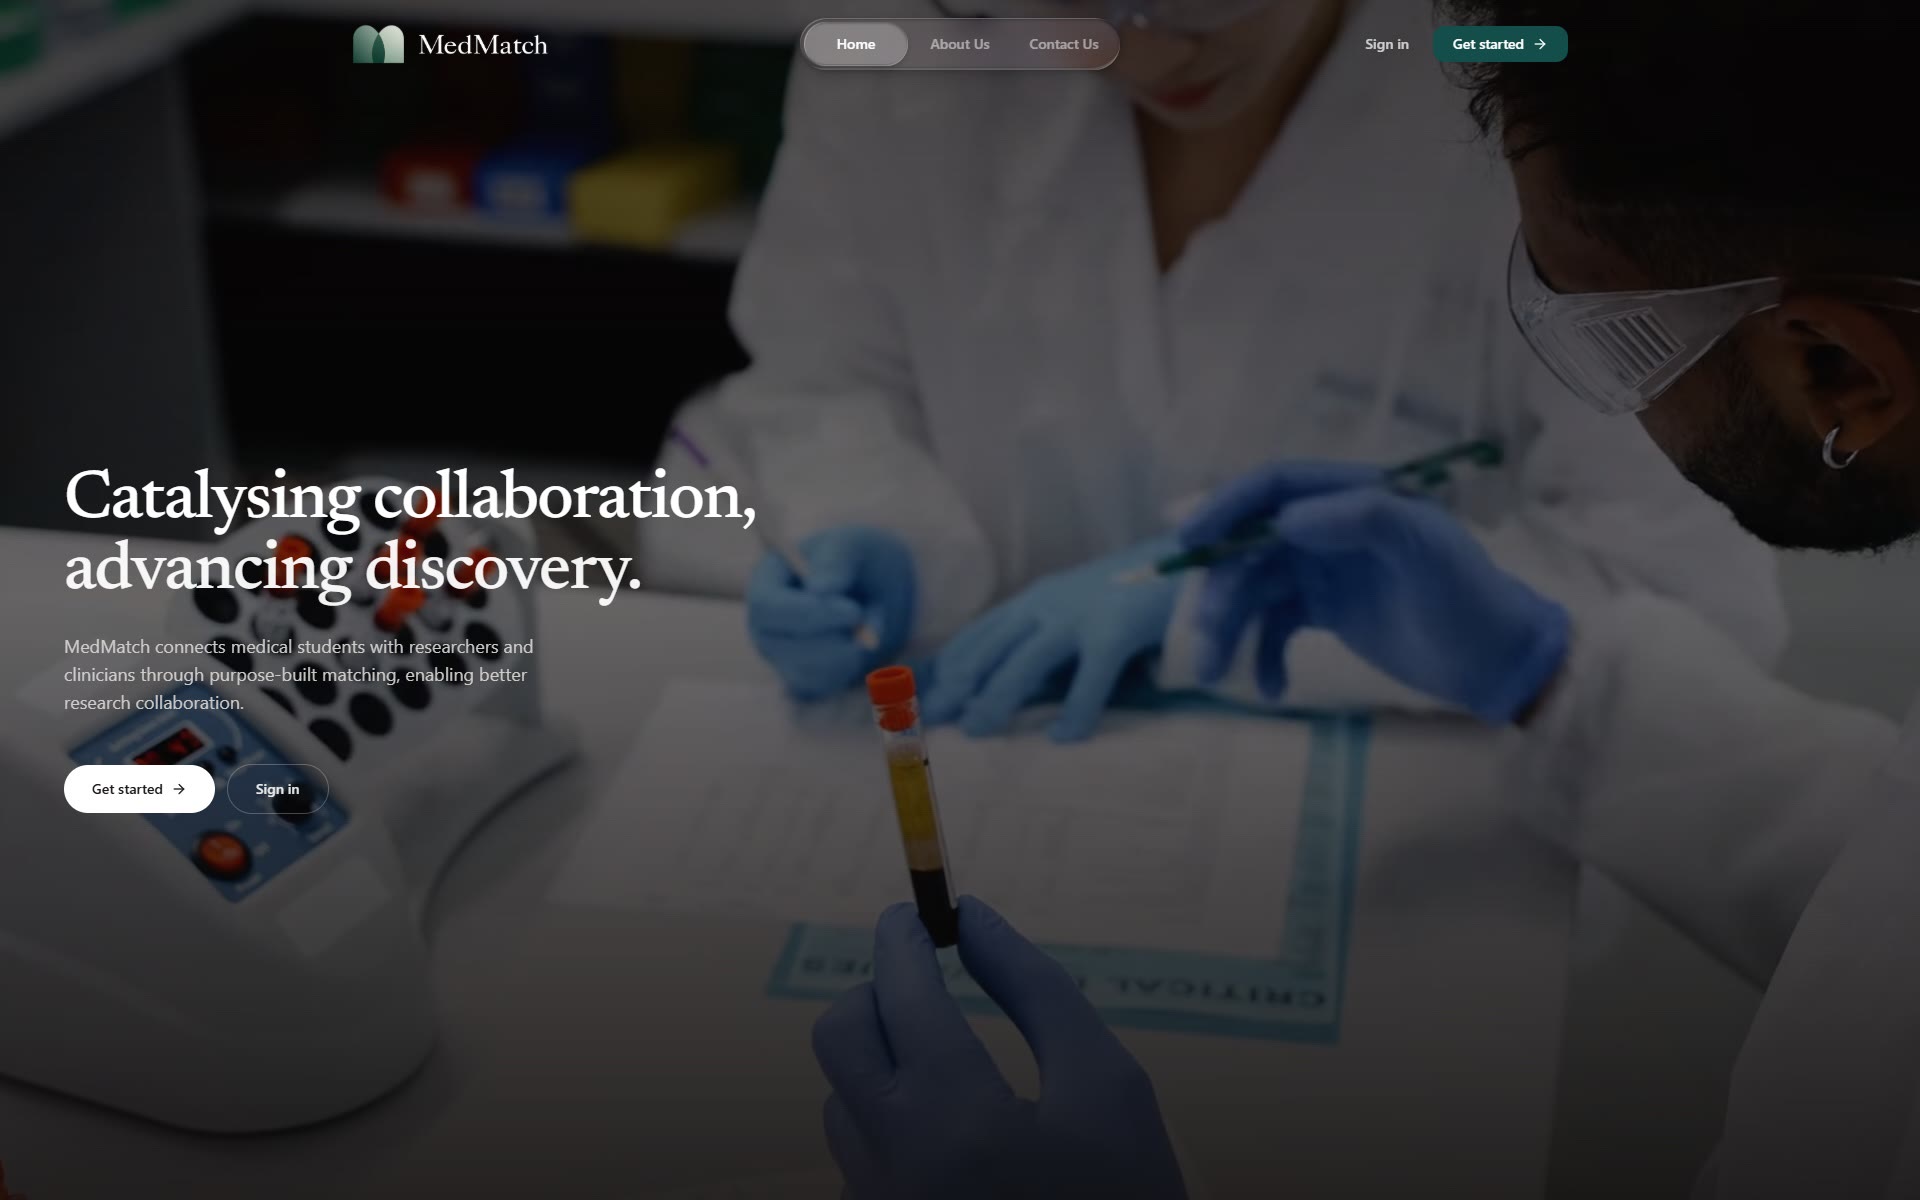 MedMatch
Home
About Us
Contact Us
Sign in
Get started
Catalysing collaboration,
advancing discovery.
MedMatch connects medical students with researchers and
clinicians through purpose-built matching, enabling better
research collaboration.
Get started
Sign in
CRITICAL